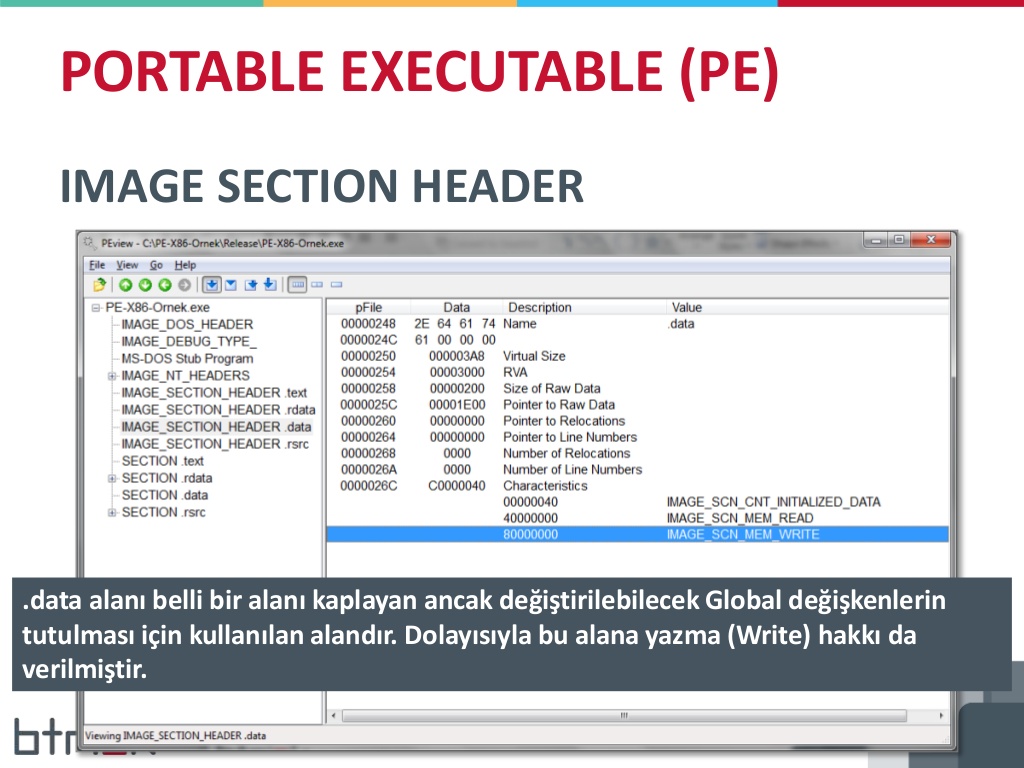 PORTABLE EXECUTABLE (PE)
IMAGE SECTION HEADER
PEview - C:\PE-X86-Ornek\Release\PE-X86-Ornek.exe
File View Go Help
PE-X86-Ornek.exe
IMAGE_DOS_HEADER
IMAGE_DEBUG_TYPE_
MS-DOS Stub Program
IMAGE_NT_HEADERS
IMAGE_SECTION_HEADER .text
IMAGE_SECTION_HEADER .rdata
IMAGE_SECTION_HEADER .data
IMAGE_SECTION_HEADER .rsrc
SECTION .text
SECTION .rdata
SECTION .data
SECTION .rsrc
pFile Data Description Value
00000248 2E 64 61 74 Name .data
0000024C 61 00 00 00
00000250 000003A8 Virtual Size
00000254 00003000 RVA
00000258 00000200 Size of Raw Data
0000025C 00001E00 Pointer to Raw Data
00000260 00000000 Pointer to Relocations
00000264 00000000 Pointer to Line Numbers
00000268 0000 Number of Relocations
0000026A 0000 Number of Line Numbers
0000026C C0000040 Characteristics
00000040 IMAGE_SCN_CNT_INITIALIZED_DATA
40000000 IMAGE_SCN_MEM_READ
80000000 IMAGE_SCN_MEM_WRITE
.data alanı belli bir alanı kaplayan ancak değiştirilebilecek Global değişkenlerin
tutulması için kullanılan alandır. Dolayısıyla bu alana yazma (Write) hakkı da
verilmiştir.
Viewing IMAGE_SECTION_HEADER .data